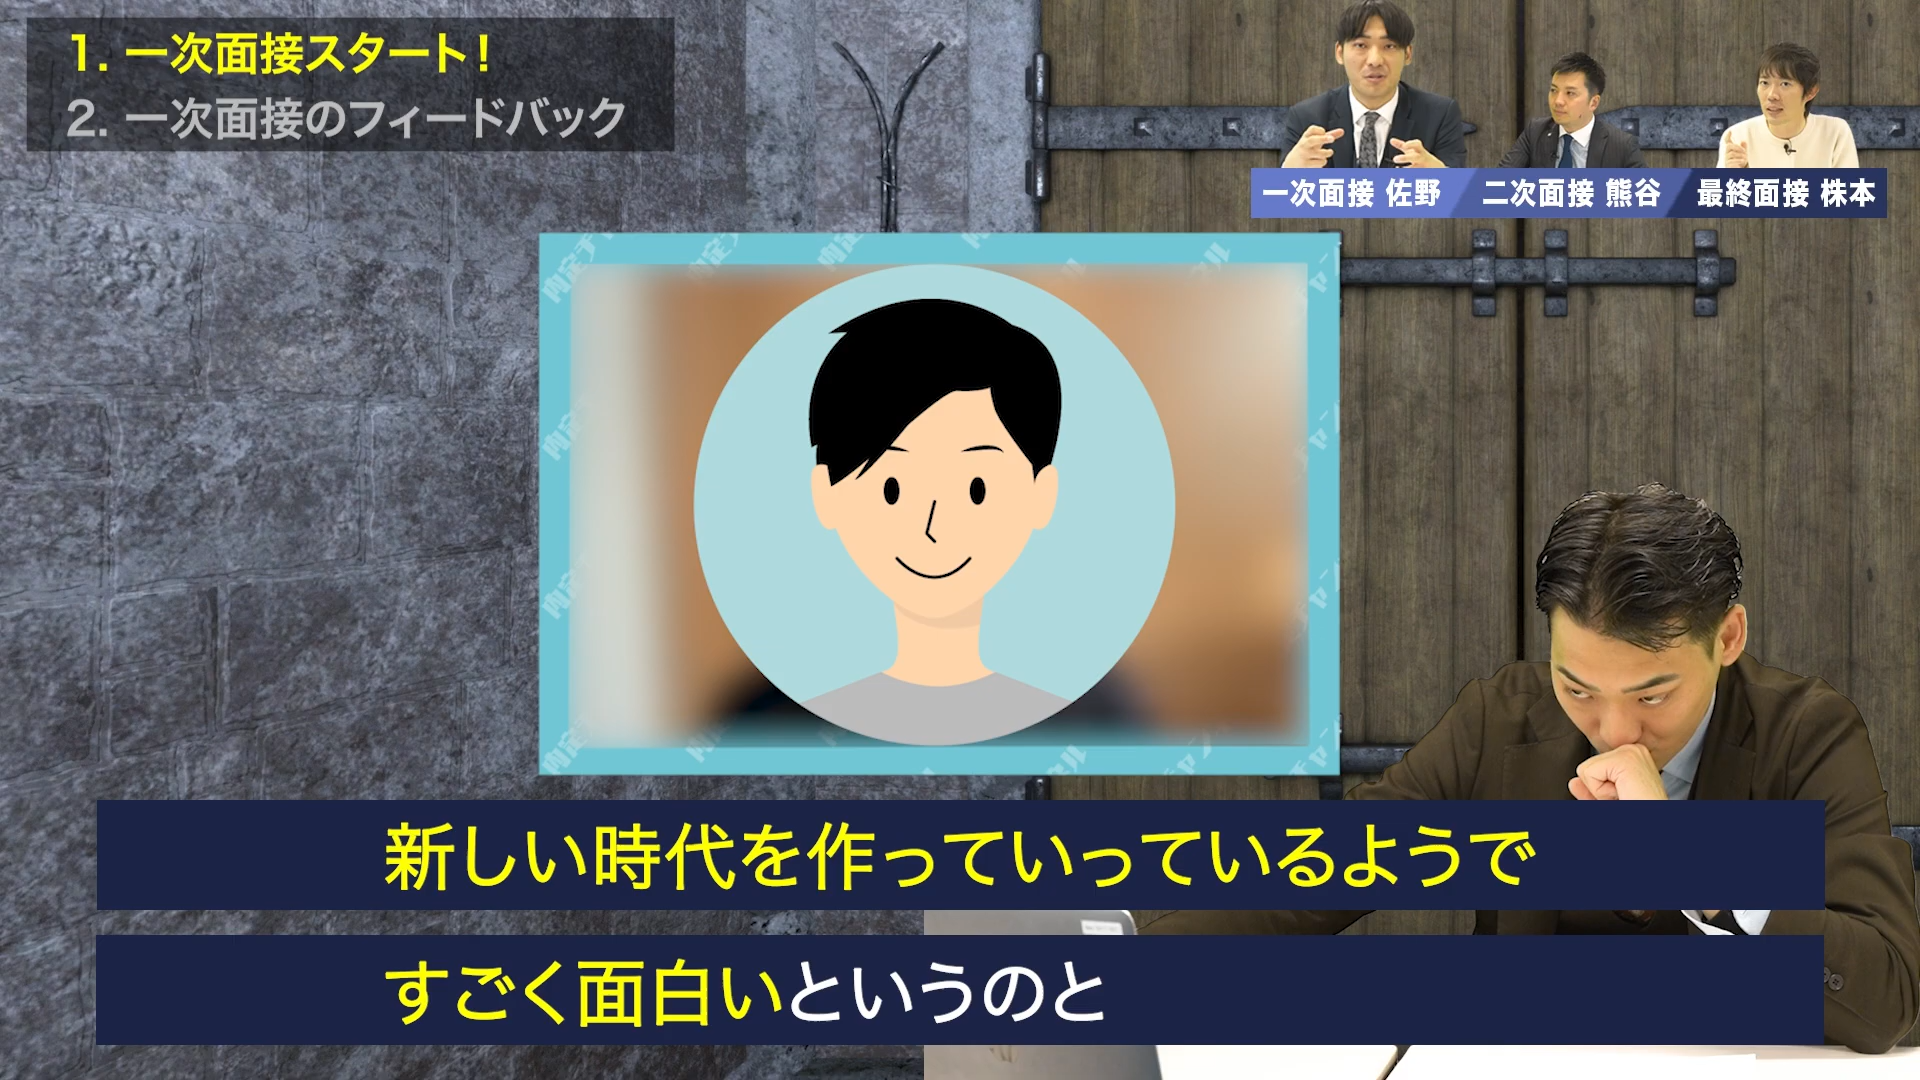 1. 一次面接スタート!
2. 一次面接のフィードバック
一次面接 佐野
二次面接 熊谷
最終面接 株本
新しい時代を作っていっているようで
すごく面白いというのと